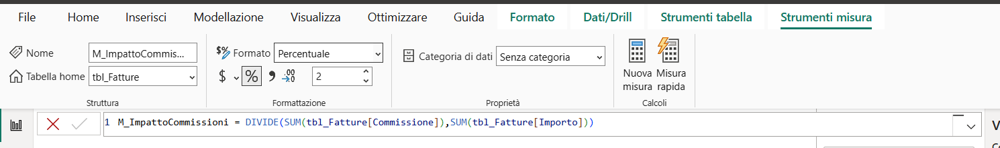 File Home Inserisci Modellazione Visualizza Ottimizzare Guida Formato Dati/Drill Strumenti tabella Strumenti misura
Nome M_ImpattoCommis...
Tabella home tbl_Fatture
Struttura
$% Formato Percentuale
$ % , .00 →.0 2
Formattazione
Categoria di dati Senza categoria
Proprietà
Nuova misura
Misura rapida
Calcoli
1 M_ImpattoCommissioni = DIVIDE(SUM(tbl_Fatture[Commissione]),SUM(tbl_Fatture[Importo]))